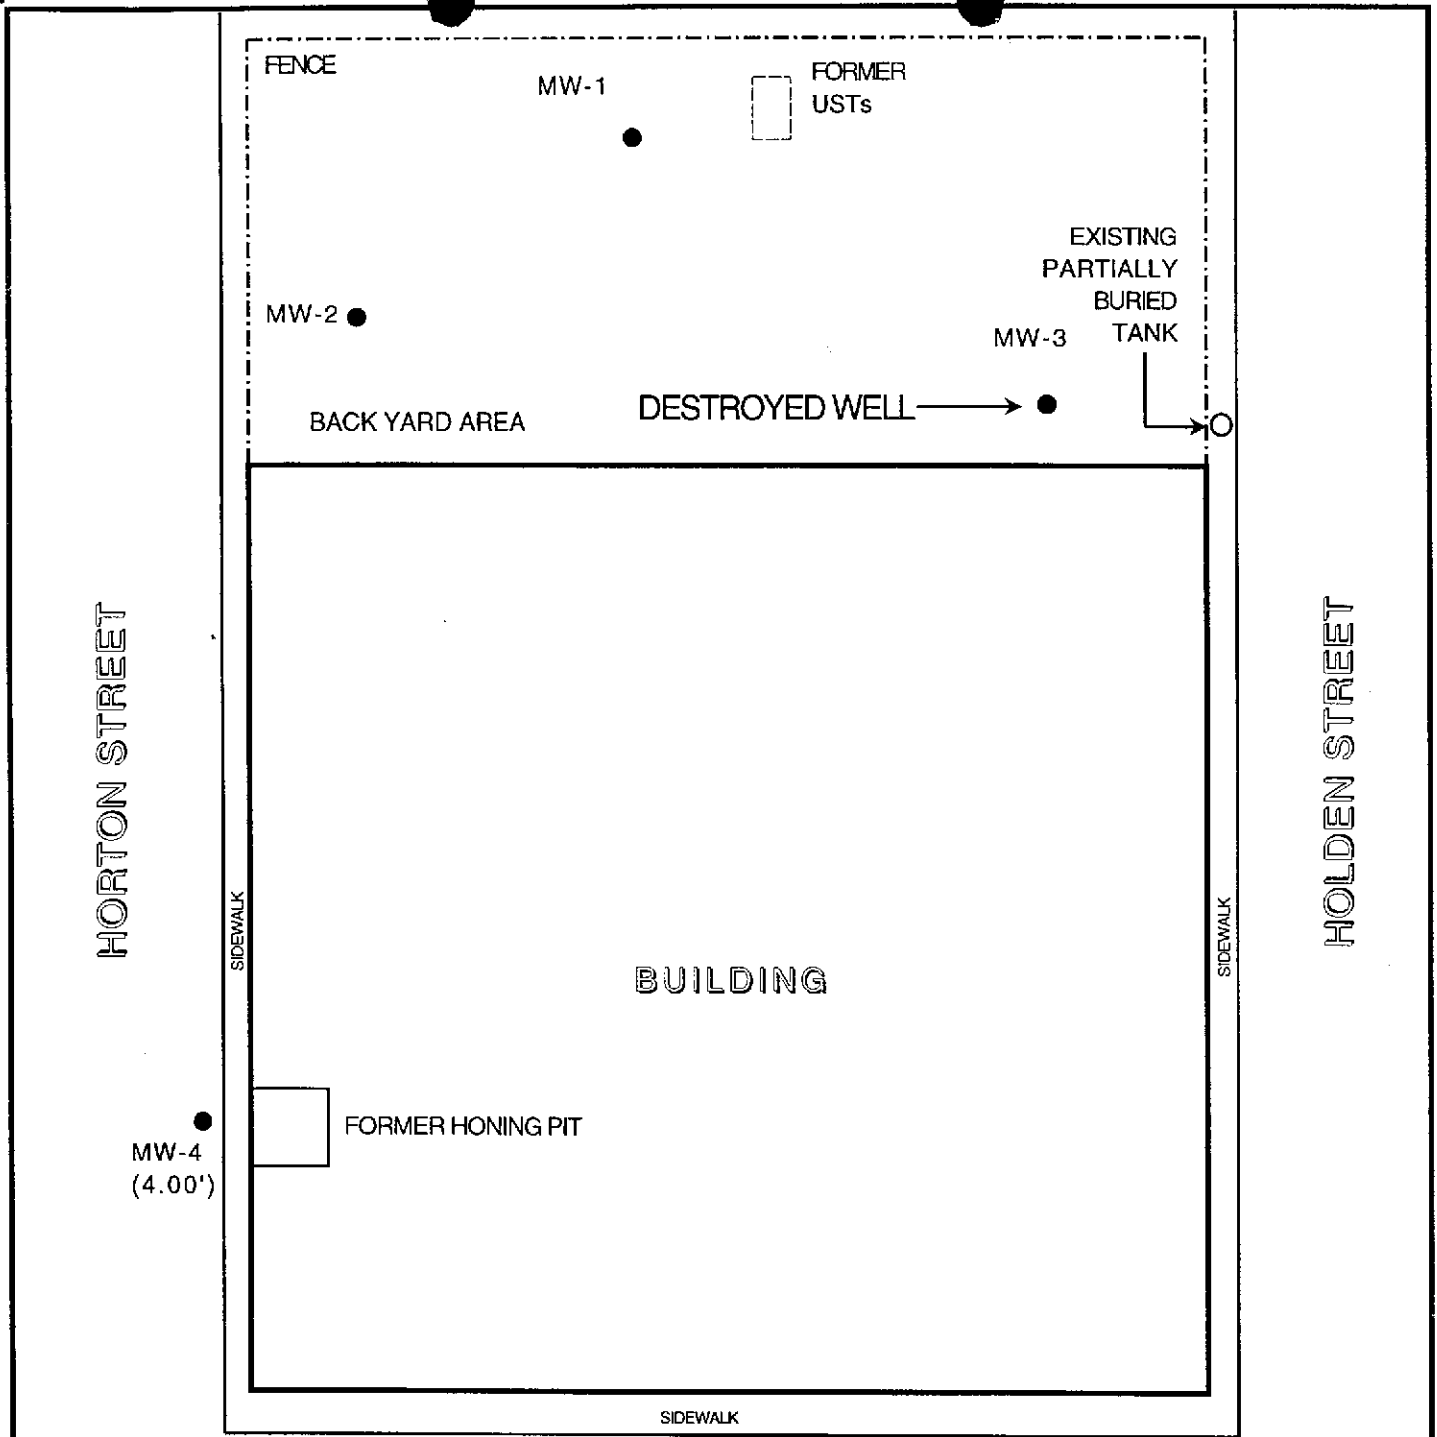 FENCE
MW-1
FORMER
USTs
EXISTING
PARTIALLY
BURIED
TANK
MW-2
MW-3
DESTROYED WELL
BACK YARD AREA
HORTON STREET
HOLDEN STREET
SIDEWALK
SIDEWALK
BUILDING
FORMER HONING PIT
MW-4
(4.00')
SIDEWALK